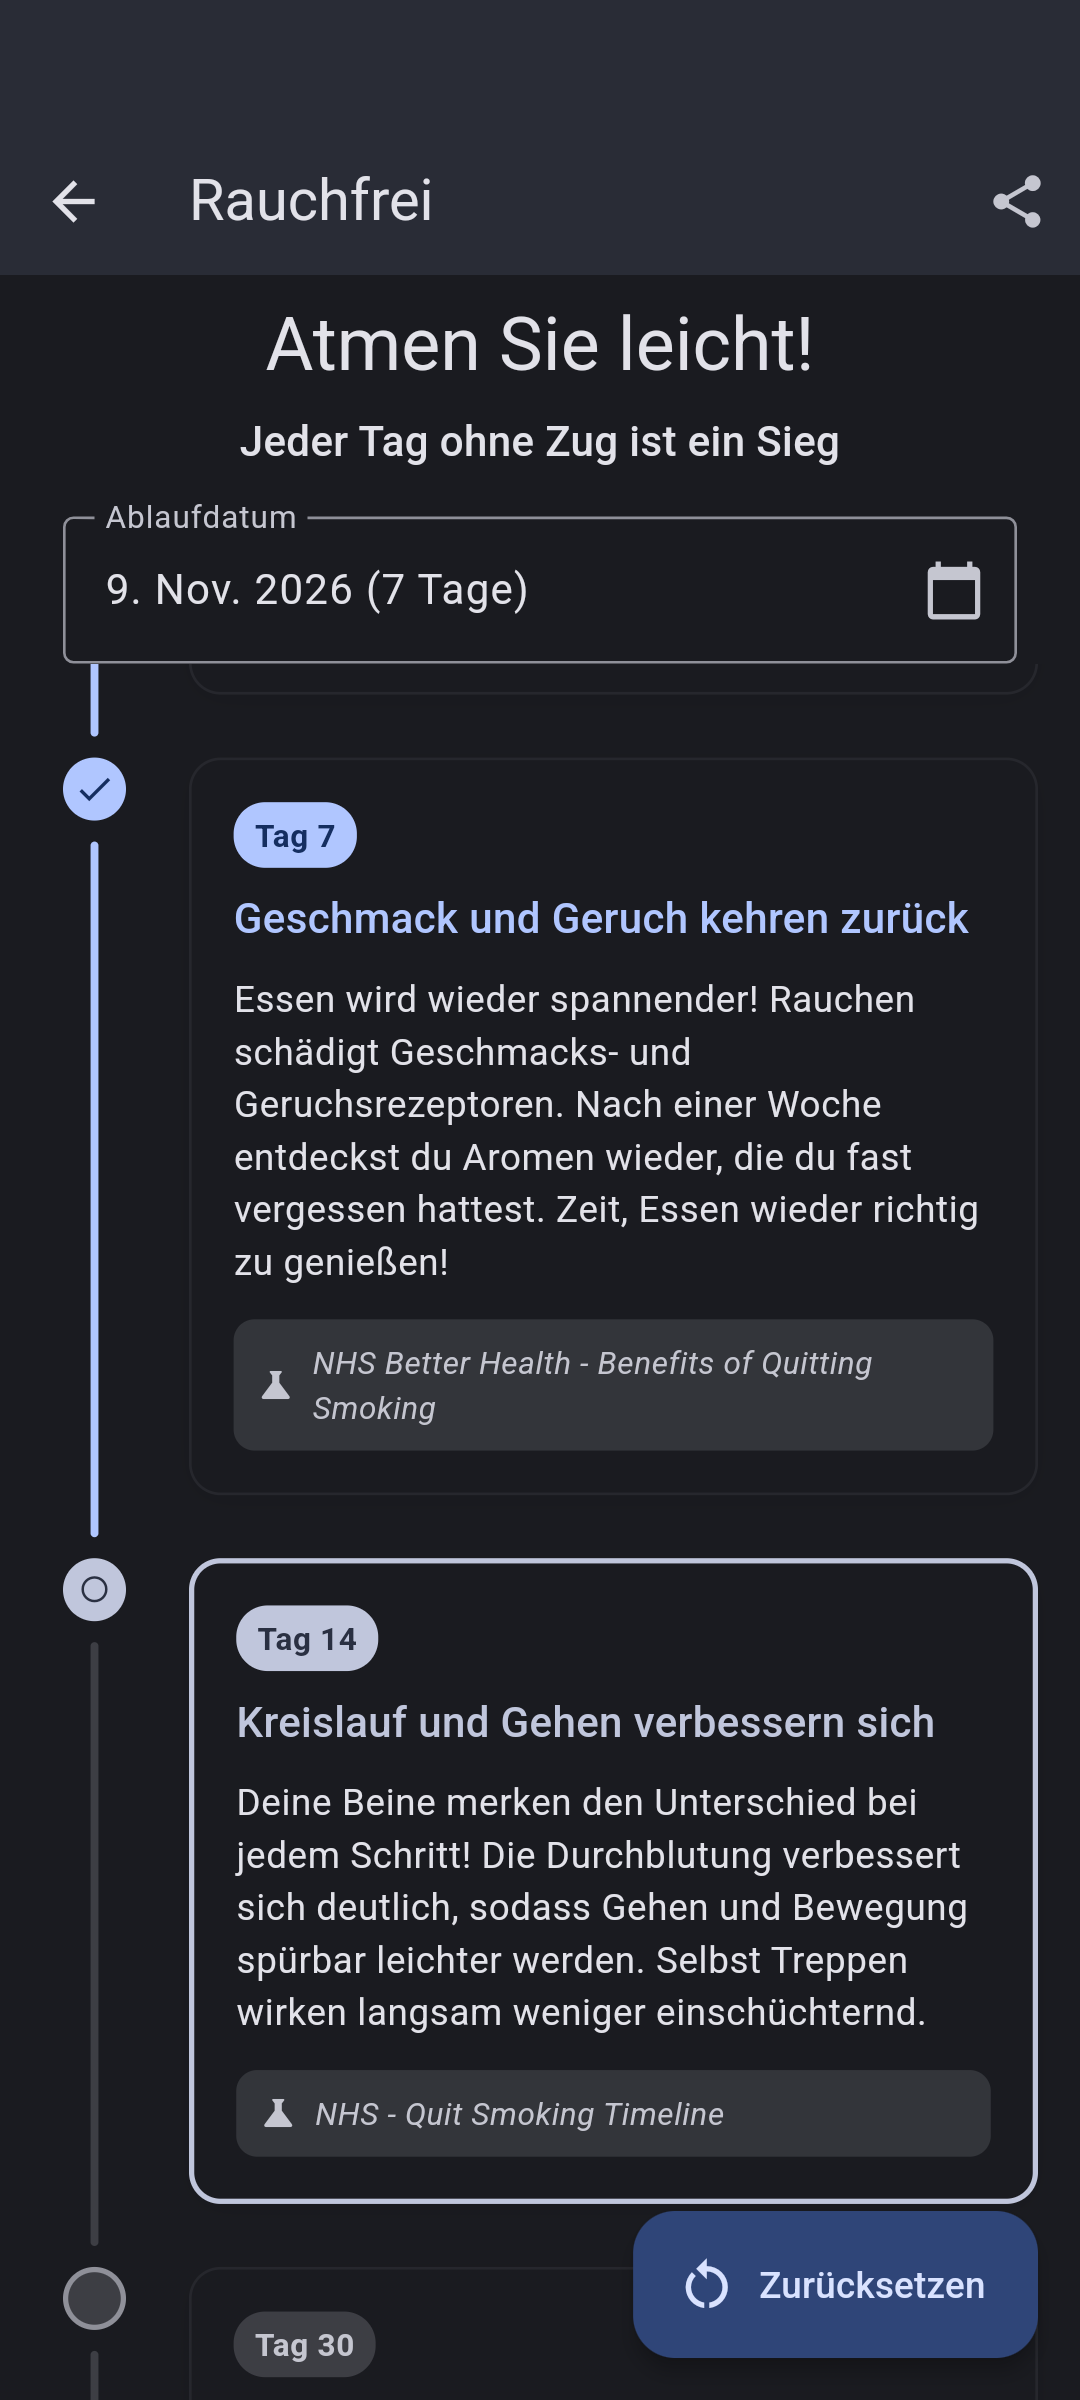 Rauchfrei
Atmen Sie leicht!
Jeder Tag ohne Zug ist ein Sieg
Ablaufdatum
9. Nov. 2026 (7 Tage)
Tag 7
Geschmack und Geruch kehren zurück
Essen wird wieder spannender! Rauchen
schädigt Geschmacks- und
Geruchsrezeptoren. Nach einer Woche
entdeckst du Aromen wieder, die du fast
vergessen hattest. Zeit, Essen wieder richtig
zu genießen!
NHS Better Health - Benefits of Quitting
Smoking
Tag 14
Kreislauf und Gehen verbessern sich
Deine Beine merken den Unterschied bei
jedem Schritt! Die Durchblutung verbessert
sich deutlich, sodass Gehen und Bewegung
spürbar leichter werden. Selbst Treppen
wirken langsam weniger einschüchternd.
NHS - Quit Smoking Timeline
Zurücksetzen
Tag 30